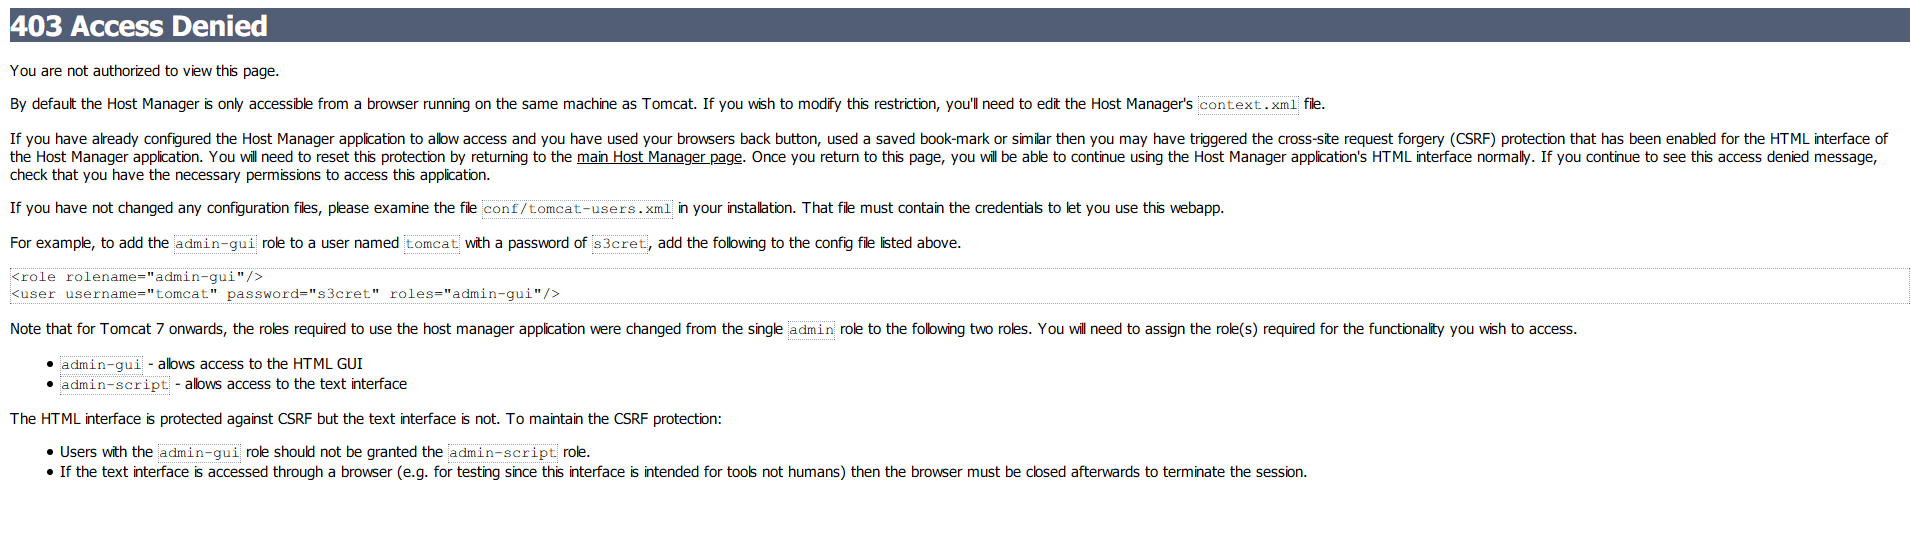 403 Access Denied
You are not authorized to view this page.
By default the Host Manager is only accessible from a browser running on the same machine as Tomcat. If you wish to modify this restriction, you'll need to edit the Host Manager's context.xml file.
If you have already configured the Host Manager application to allow access and you have used your browsers back button, used a saved book-mark or similar then you may have triggered the cross-site request forgery (CSRF) protection that has been enabled for the HTML interface of
the Host Manager application. You will need to reset this protection by returning to the main Host Manager page. Once you return to this page, you will be able to continue using the Host Manager application's HTML interface normally. If you continue to see this access denied message,
check that you have the necessary permissions to access this application.
If you have not changed any configuration files, please examine the file conf/tomcat-users.xml in your installation. That file must contain the credentials to let you use this webapp.
For example, to add the admin-gui role to a user named tomcat with a password of s3cret, add the following to the config file listed above.
<role rolename="admin-gui"/>
<user username="tomcat" password="s3cret" roles="admin-gui"/>
Note that for Tomcat 7 onwards, the roles required to use the host manager application were changed from the single admin role to the following two roles. You will need to assign the role(s) required for the functionality you wish to access.
• admin-gui - allows access to the HTML GUI
• admin-script - allows access to the text interface
The HTML interface is protected against CSRF but the text interface is not. To maintain the CSRF protection:
• Users with the admin-gui role should not be granted the admin-script role.
• If the text interface is accessed through a browser (e.g. for testing since this interface is intended for tools not humans) then the browser must be closed afterwards to terminate the session.